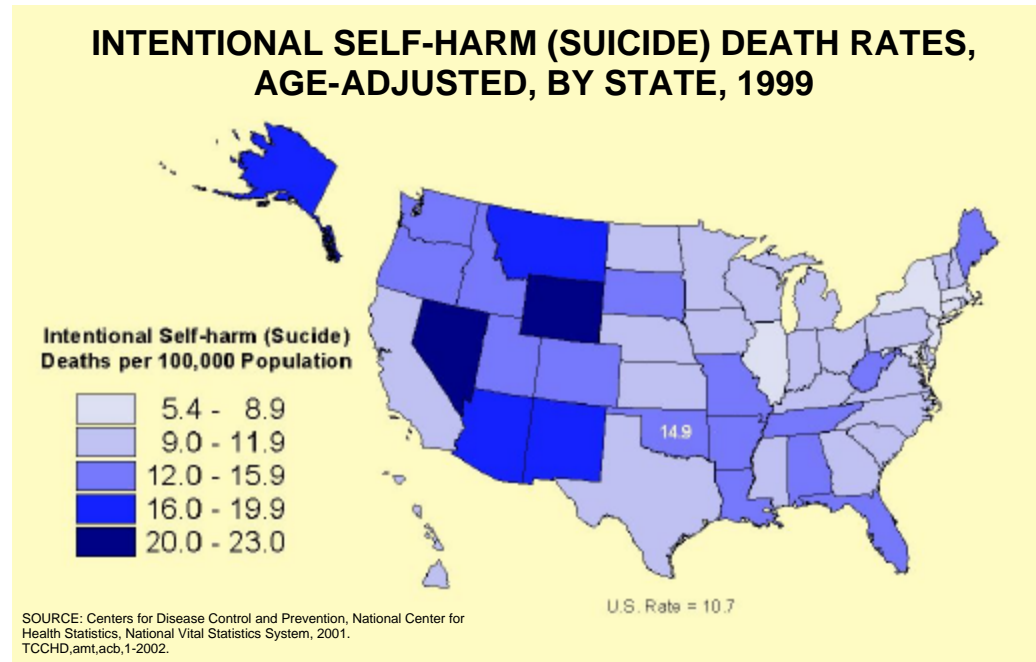 INTENTIONAL SELF-HARM (SUICIDE) DEATH RATES,
AGE-ADJUSTED, BY STATE, 1999
Intentional Self-harm (Sucide)
Deaths per 100,000 Population
5.4 - 8.9
9.0 - 11.9
12.0 - 15.9
16.0 - 19.9
20.0 - 23.0
14.9
U.S. Rate = 10.7
SOURCE: Centers for Disease Control and Prevention, National Center for
Health Statistics, National Vital Statistics System, 2001.
TCCHD,amt,acb,1-2002.